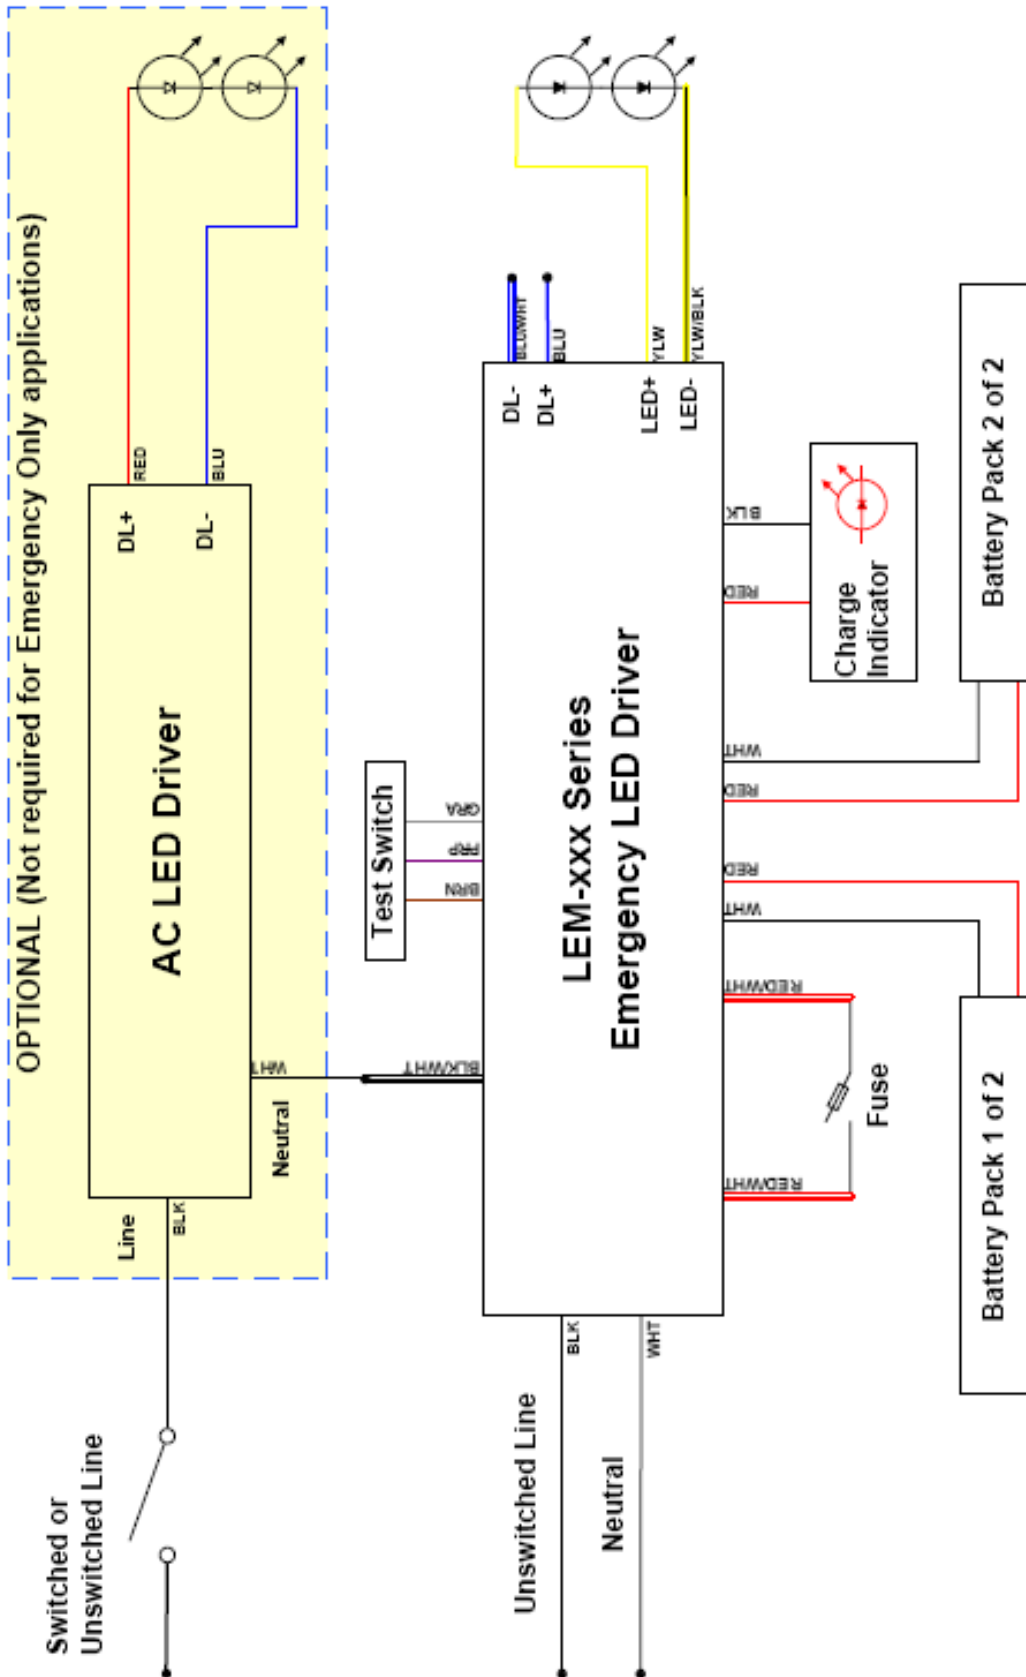 OPTIONAL (Not required for Emergency Only applications)
Switched or
Unswitched Line
Line
BLK
AC LED Driver
DL+
DL-
RED
BLU
WHT
Neutral
Test Switch
BRN
PRP
GRA
BLK/WHT
Unswitched Line
BLK
Neutral
WHT
LEM-xxx Series
Emergency LED Driver
DL-
DL+
LED+
LED-
BLU/WHT
BLU
YLW
YLW/BLK
RED/WHT
RED/WHT
Fuse
WHT
RED
RED
WHT
RED
BLK
Charge
Indicator
Battery Pack 1 of 2
Battery Pack 2 of 2